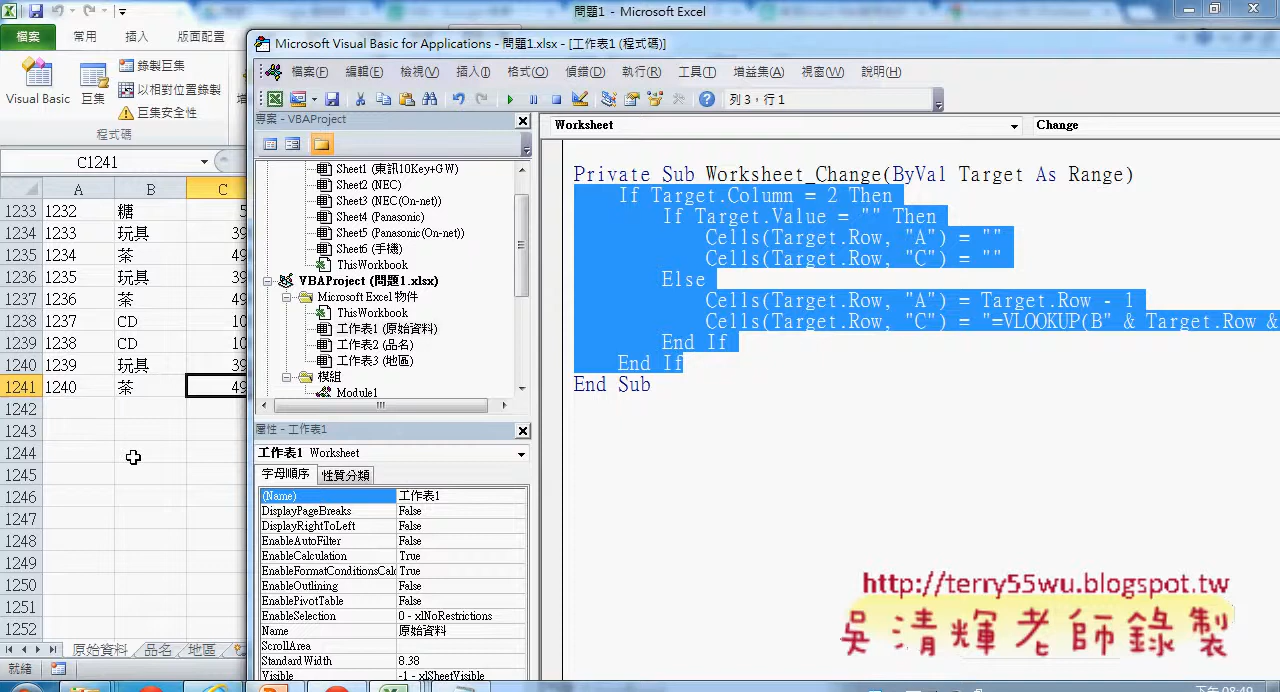 問題1 - Microsoft Excel
檔案 常用 插入 版面配置
Visual Basic 巨集 錄製巨集
以相對位置錄製
巨集安全性
程式碼
C1241
A B C
1233 1232 糖 5
1234 1233 玩具 39
1235 1234 茶 49
1236 1235 玩具 39
1237 1236 茶 49
1238 1237 CD 10
1239 1238 CD 10
1240 1239 玩具 39
1241 1240 茶 49
1242
1243
1244
1245
1246
1247
1248
1249
1250
1251
1252
原始資料 品名 地區
就緒
Microsoft Visual Basic for Applications - 問題1.xlsx - [工作表1 (程式碼)]
檔案(F) 編輯(E) 檢視(V) 插入(I) 格式(O) 偵錯(D) 執行(R) 工具(T) 增益集(A) 視窗(W) 說明(H)
列 3，行 1
專案 - VBAProject
Sheet1 (東訊10Key+GW)
Sheet2 (NEC)
Sheet3 (NEC(On-net))
Sheet4 (Panasonic)
Sheet5 (Panasonic(On-net))
Sheet6 (手機)
ThisWorkbook
VBAProject (問題1.xlsx)
Microsoft Excel 物件
ThisWorkbook
工作表1 (原始資料)
工作表2 (品名)
工作表3 (地區)
模組
Module1
屬性 - 工作表1
工作表1 Worksheet
字母順序 性質分類
(Name) 工作表1
DisplayPageBreaks False
DisplayRightToLeft False
EnableAutoFilter False
EnableCalculation True
EnableFormatConditionsCalc True
EnableOutlining False
EnablePivotTable False
EnableSelection 0 - xlNoRestrictions
Name 原始資料
ScrollArea
StandardWidth 8.38
Visible -1 - xlSheetVisible
Worksheet Change
Private Sub Worksheet_Change(ByVal Target As Range)
If Target.Column = 2 Then
If Target.Value = "" Then
Cells(Target.Row, "A") = ""
Cells(Target.Row, "C") = ""
Else
Cells(Target.Row, "A") = Target.Row - 1
Cells(Target.Row, "C") = "=VLOOKUP(B" & Target.Row &
End If
End If
End Sub
http://terry55wu.blogspot.tw
吳清輝老師錄製
下午 08:49